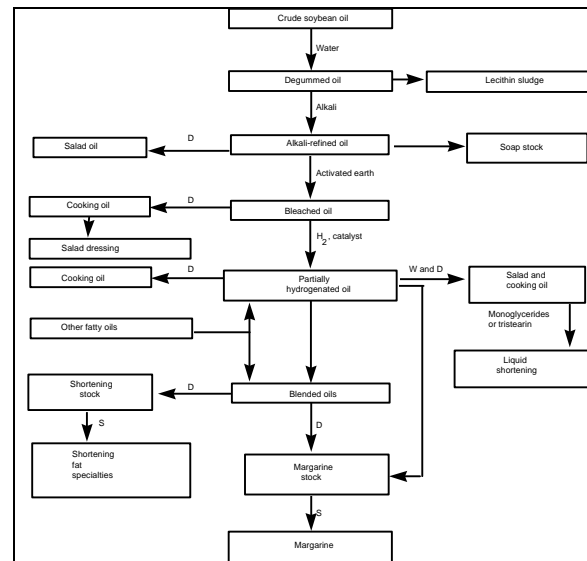 Crude soybean oil
Water
Degummed oil
Lecithin sludge
Alkali
D
Salad oil
Alkali-refined oil
Soap stock
Activated earth
Cooking oil
D
Bleached oil
Salad dressing
H2, catalyst
Cooking oil
D
Partially
hydrogenated oil
W and D
Salad and
cooking oil
Other fatty oils
Monoglycerides
or tristearin
Liquid
shortening
Shortening
stock
D
Blended oils
S
D
Shortening
fat
specialties
Margarine
stock
S
Margarine